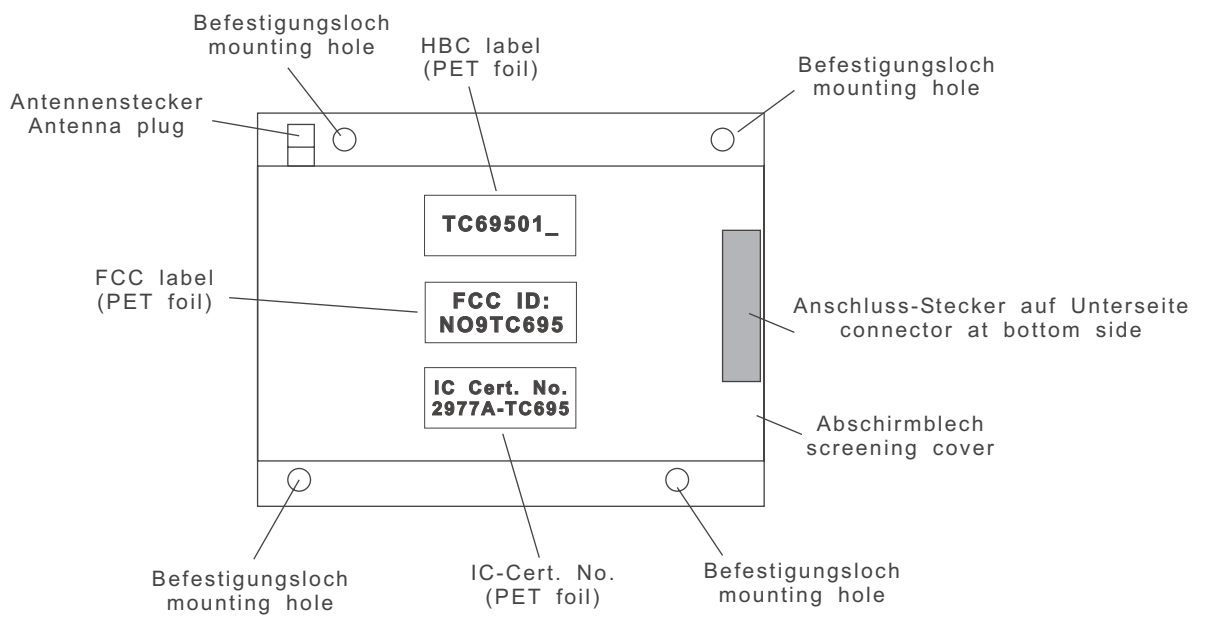 Befestigungsloch
mounting hole
HBC label
(PET foil)
Befestigungsloch
mounting hole
Antennenstecker
Antenna plug
TC69501_
FCC label
(PET foil)
FCC ID:
NO9TC695
Anschluss-Stecker auf Unterseite
connector at bottom side
IC Cert. No.
2977A-TC695
Abschirmblech
screening cover
Befestigungsloch
mounting hole
IC-Cert. No.
(PET foil)
Befestigungsloch
mounting hole